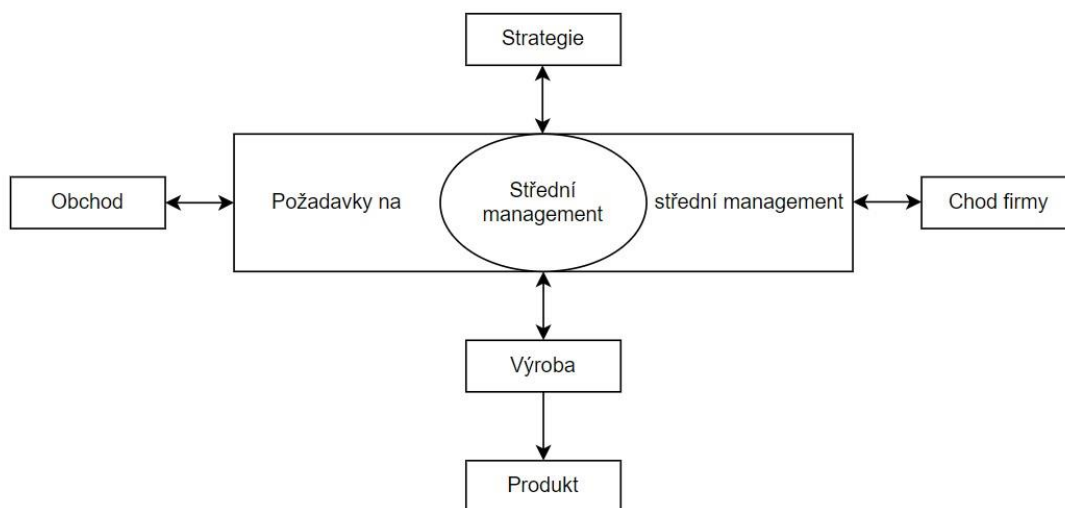 Strategie
Obchod
Požadavky na
Střední
management
střední management
Chod firmy
Výroba
Produkt